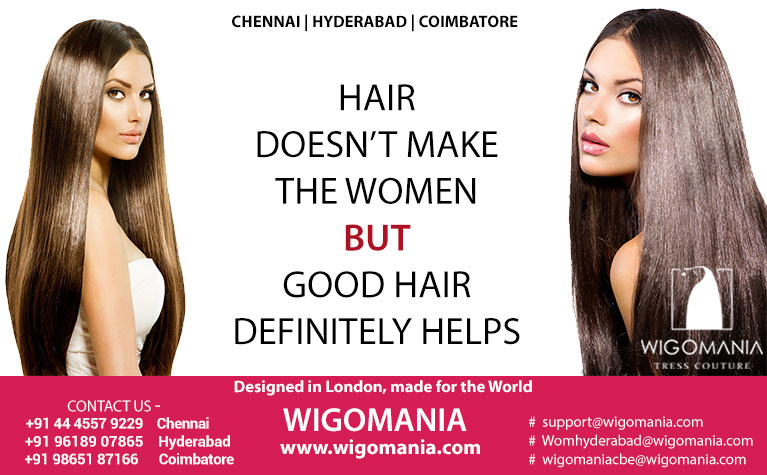 CHENNAI | HYDERABAD | COIMBATORE
HAIR
DOESN'T MAKE
THE WOMEN
BUT
GOOD HAIR
DEFINITELY HELPS
WIGOMANIA
TRESS COUTURE
Designed in London, made for the World
CONTACT US -
+91 44 4557 9229 Chennai
+91 96189 07865 Hyderabad
+91 98651 87166 Coimbatore
WIGOMANIA
www.wigomania.com
# support@wigomania.com
# Womhyderabad@wigomania.com
# wigomaniacbe@wigomania.com